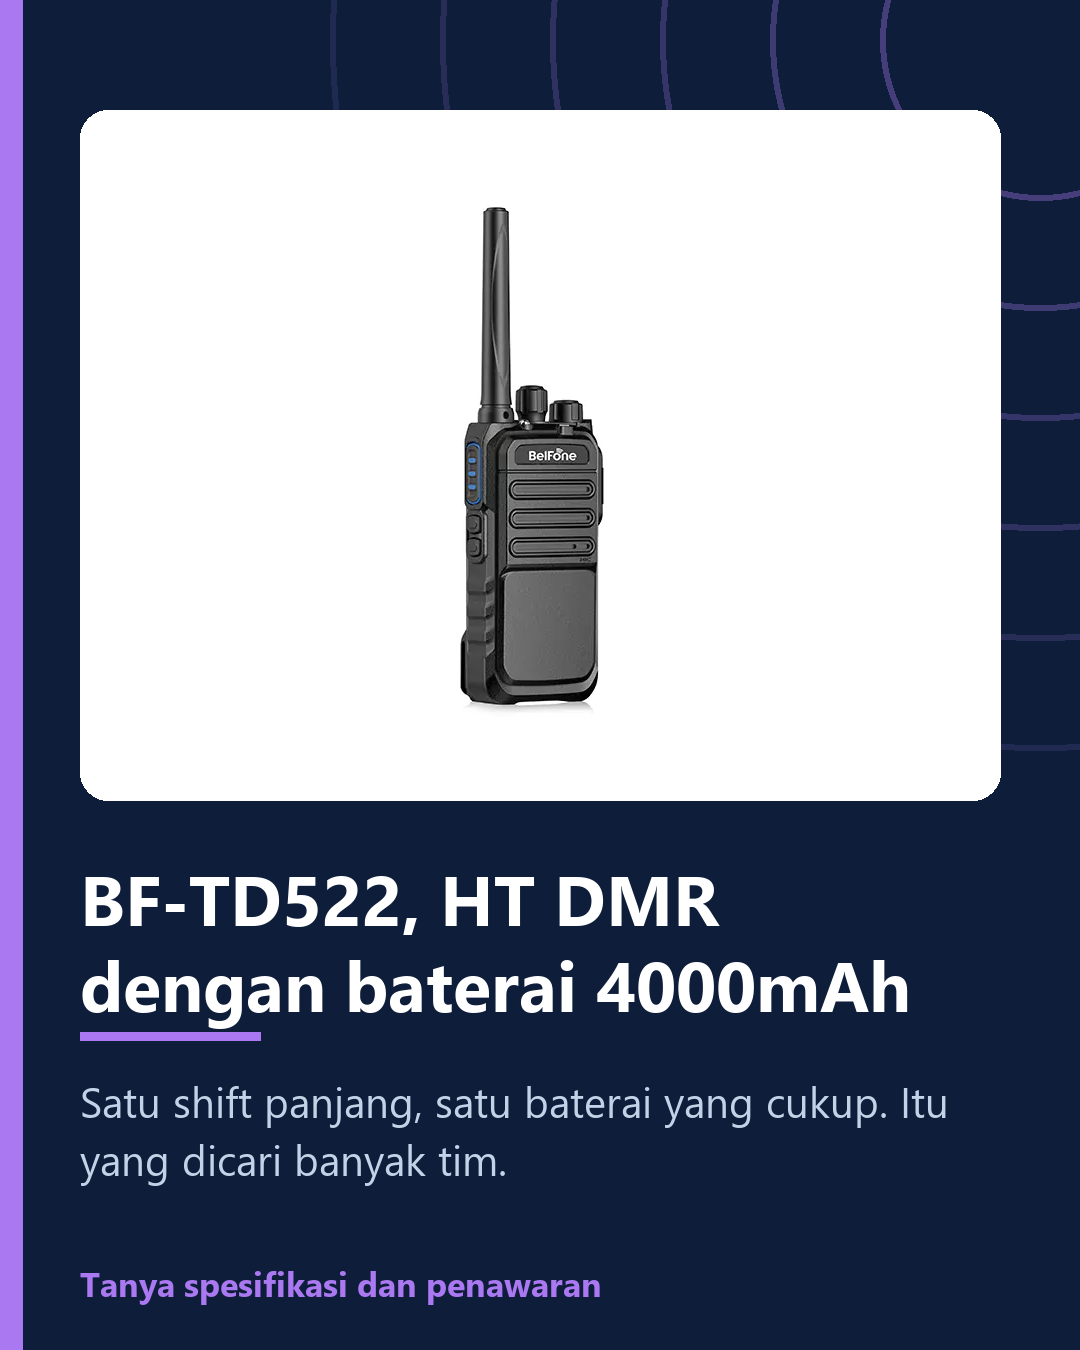 BelFone
BF-TD522, HT DMR
dengan baterai 4000mAh
Satu shift panjang, satu baterai yang cukup. Itu
yang dicari banyak tim.
Tanya spesifikasi dan penawaran